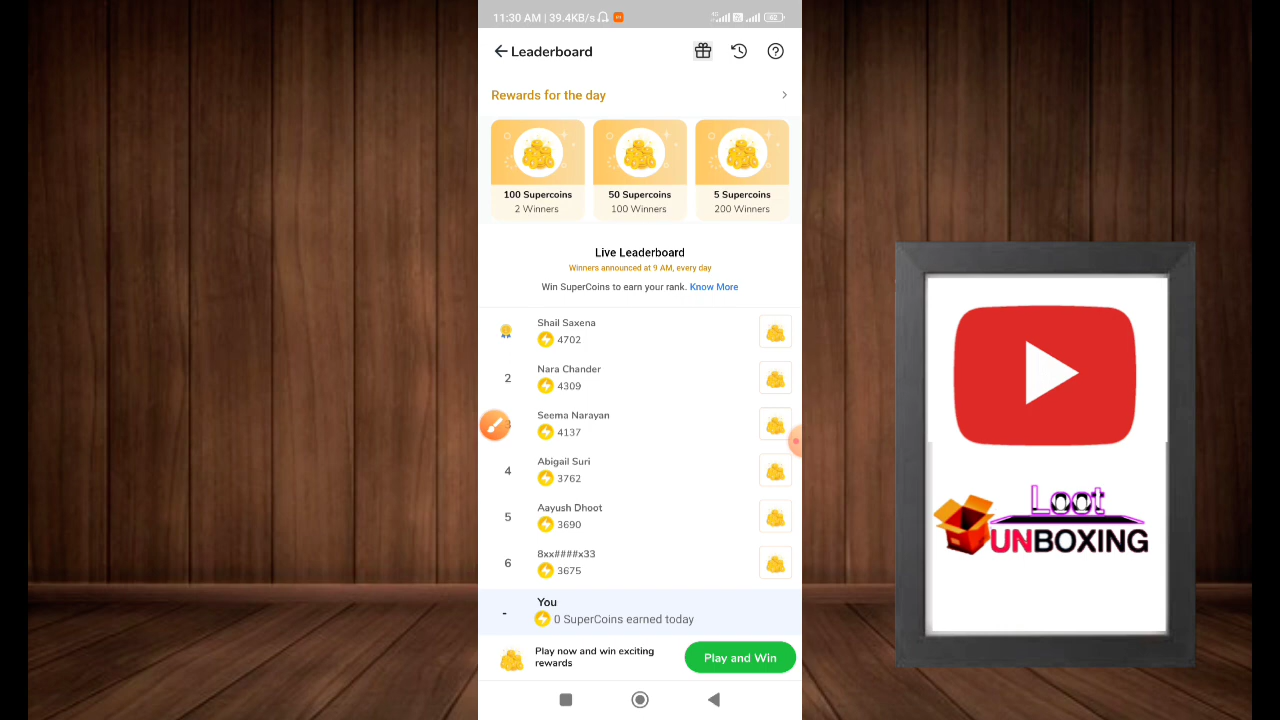 11:30 AM | 39.4KB/s
Leaderboard
Rewards for the day
100 Supercoins
2 Winners
50 Supercoins
100 Winners
5 Supercoins
200 Winners
Live Leaderboard
Winners announced at 9 AM, every day
Win SuperCoins to earn your rank. Know More
Shail Saxena
4702
2
Nara Chander
4309
Seema Narayan
4137
4
Abigail Suri
3762
5
Aayush Dhoot
3690
6
8xx####x33
3675
-
You
0 SuperCoins earned today
Play now and win exciting
rewards
Play and Win
Loot
UNBOXING